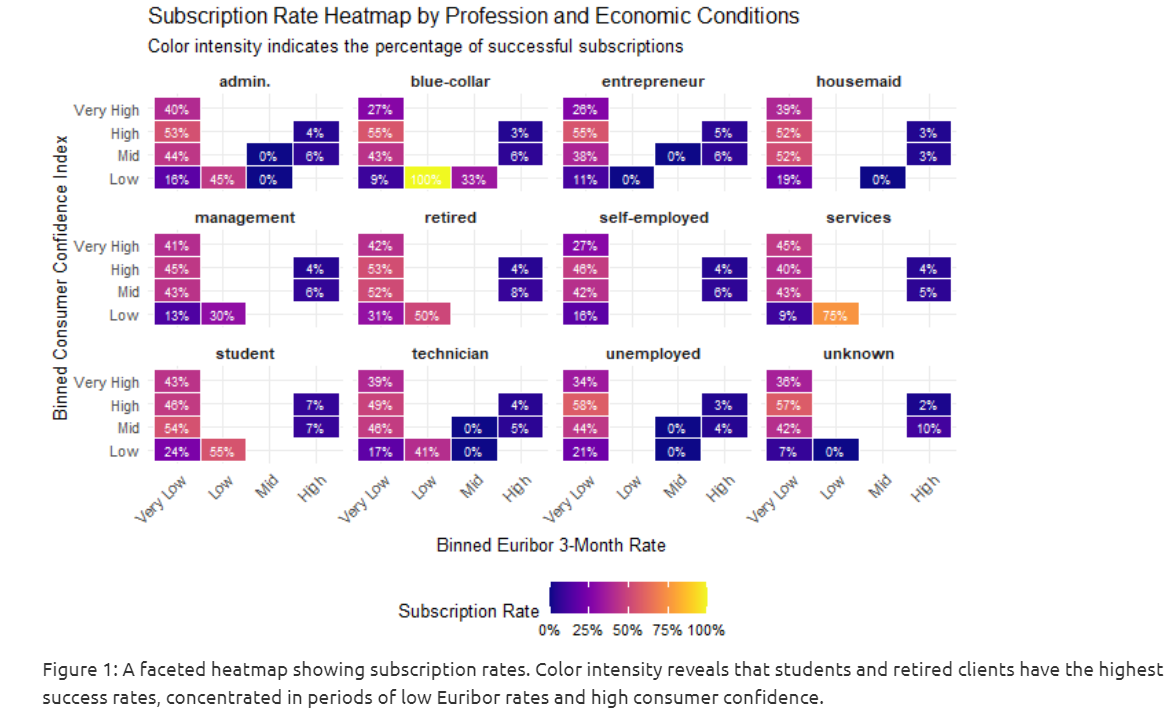 Subscription Rate Heatmap by Profession and Economic Conditions
Color intensity indicates the percentage of successful subscriptions
admin. blue-collar entrepreneur housemaid
Very High 40% 27% 26% 39%
High 53% 4% 55% 3% 55% 5% 52% 3%
Mid 44% 0% 6% 43% 6% 38% 0% 6% 52% 3%
Low 16% 45% 0% 9% 100% 33% 11% 0% 19% 0%
management retired self-employed services
Very High 41% 42% 27% 45%
High 45% 4% 53% 4% 46% 4% 40% 4%
Mid 43% 6% 52% 8% 42% 6% 43% 5%
Low 13% 30% 31% 50% 16% 9% 75%
student technician unemployed unknown
Very High 43% 39% 34% 36%
High 46% 7% 49% 4% 58% 3% 57% 2%
Mid 54% 7% 46% 0% 5% 44% 0% 4% 42% 10%
Low 24% 55% 17% 41% 0% 21% 0% 7% 0%
Very Low Low Mid High Very Low Low Mid High Very Low Low Mid High Very Low Low Mid High
Binned Consumer Confidence Index
Binned Euribor 3-Month Rate
Subscription Rate
0% 25% 50% 75% 100%
Figure 1: A faceted heatmap showing subscription rates. Color intensity reveals that students and retired clients have the highest
success rates, concentrated in periods of low Euribor rates and high consumer confidence.